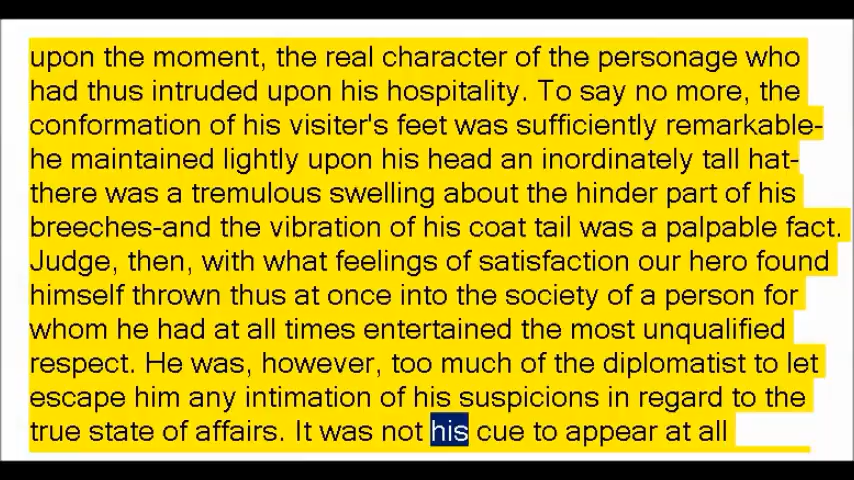 upon the moment, the real character of the personage who
had thus intruded upon his hospitality. To say no more, the
conformation of his visiter's feet was sufficiently remarkable-
he maintained lightly upon his head an inordinately tall hat-
there was a tremulous swelling about the hinder part of his
breeches-and the vibration of his coat tail was a palpable fact.
Judge, then, with what feelings of satisfaction our hero found
himself thrown thus at once into the society of a person for
whom he had at all times entertained the most unqualified
respect. He was, however, too much of the diplomatist to let
escape him any intimation of his suspicions in regard to the
true state of affairs. It was not his cue to appear at all